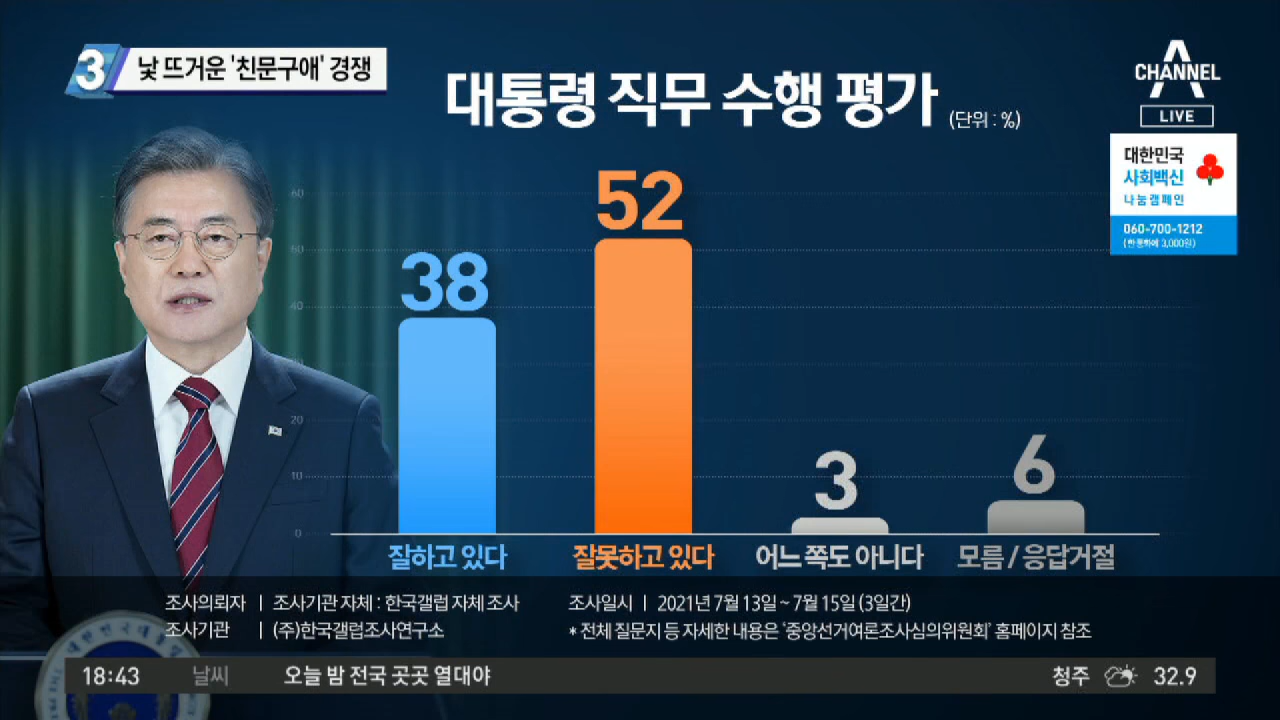 3 낯 뜨거운 '친문구애' 경쟁
대통령 직무 수행 평가 (단위 : %)
CHANNEL A
LIVE
대한민국
사회백신
나눔캠페인
060-700-1212
(한 통화에 3,000원)
60
50
40
30
20
10
0
38
52
3
6
잘하고 있다
잘못하고 있다
어느 쪽도 아니다
모름 / 응답거절
조사의뢰자 | 조사기관 자체 : 한국갤럽 자체 조사
조사일시 | 2021년 7월 13일 ~ 7월 15일 (3일간)
조사기관 | (주)한국갤럽조사연구소
* 전체 질문지 등 자세한 내용은 '중앙선거여론조사심의위원회' 홈페이지 참조
18:43 날씨 오늘 밤 전국 곳곳 열대야 청주 32.9